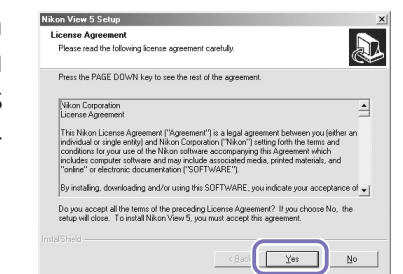 Nikon View 5 Setup
License Agreement
Please read the following license agreement carefully.
Press the PAGE DOWN key to see the rest of the agreement.
Nikon Corporation
License Agreement
This Nikon License Agreement ("Agreement") is a legal agreement between you (either an
individual or single entity) and Nikon Corporation ("Nikon") setting forth the terms and
conditions for your use of the Nikon software accompanying this Agreement which
includes computer software and may include associated media, printed materials, and
"online" or electronic documentation ("SOFTWARE").
By installing, downloading and/or using this SOFTWARE, you indicate your acceptance of
Do you accept all the terms of the preceding License Agreement? If you choose No, the
setup will close. To install Nikon View 5, you must accept this agreement.
InstallShield
< Back Yes No